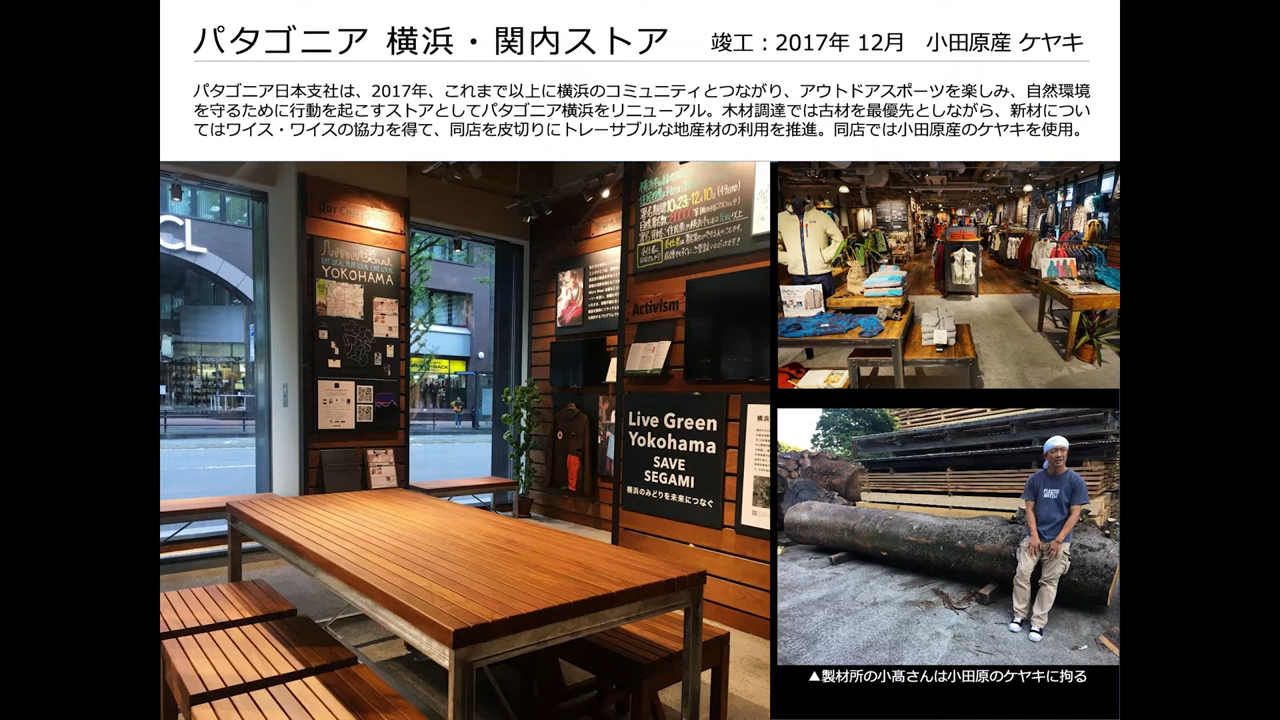 パタゴニア 横浜・関内ストア
竣工：2017年 12月　小田原産 ケヤキ
パタゴニア日本支社は、2017年、これまで以上に横浜のコミュニティとつながり、アウトドアスポーツを楽しみ、自然環境
を守るために行動を起こすストアとしてパタゴニア横浜をリニューアル。木材調達では古材を最優先としながら、新材につい
てはワイス・ワイスの協力を得て、同店を皮切りにトレーサブルな地産材の利用を推進。同店では小田原産のケヤキを使用。
CL
YOKOHAMA
10.23-12.10
Activism
Live Green
Yokohama
SAVE
SEGAMI
横浜のみどりを未来につなぐ
横浜
▲製材所の小髙さんは小田原のケヤキに拘る